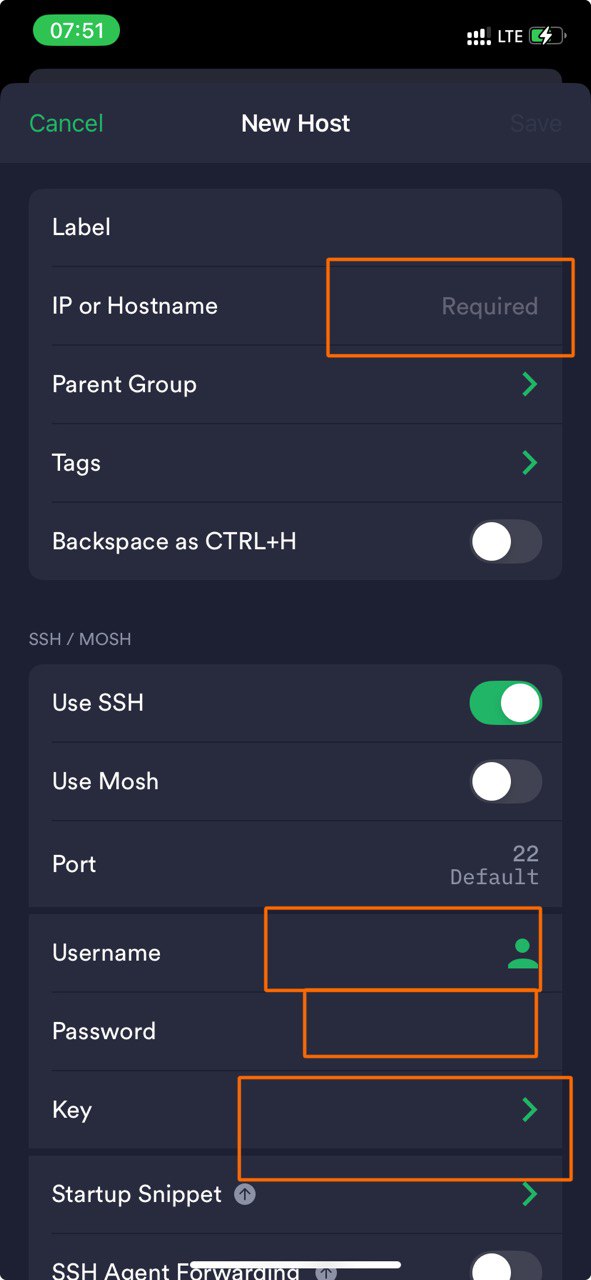 07:51
LTE
Cancel
New Host
Save
Label
IP or Hostname
Required
Parent Group
Tags
Backspace as CTRL+H
SSH / MOSH
Use SSH
Use Mosh
Port
22
Default
Username
Password
Key
Startup Snippet
SSH Agent Forwarding